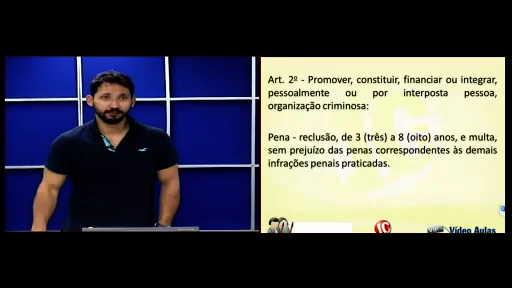 Art. 2º - Promover, constituir, financiar ou integrar,
pessoalmente ou por interposta pessoa,
organização criminosa:
Pena - reclusão, de 3 (três) a 8 (oito) anos, e multa,
sem prejuízo das penas correspondentes às demais
infrações penais praticadas.
Vídeo Aulas